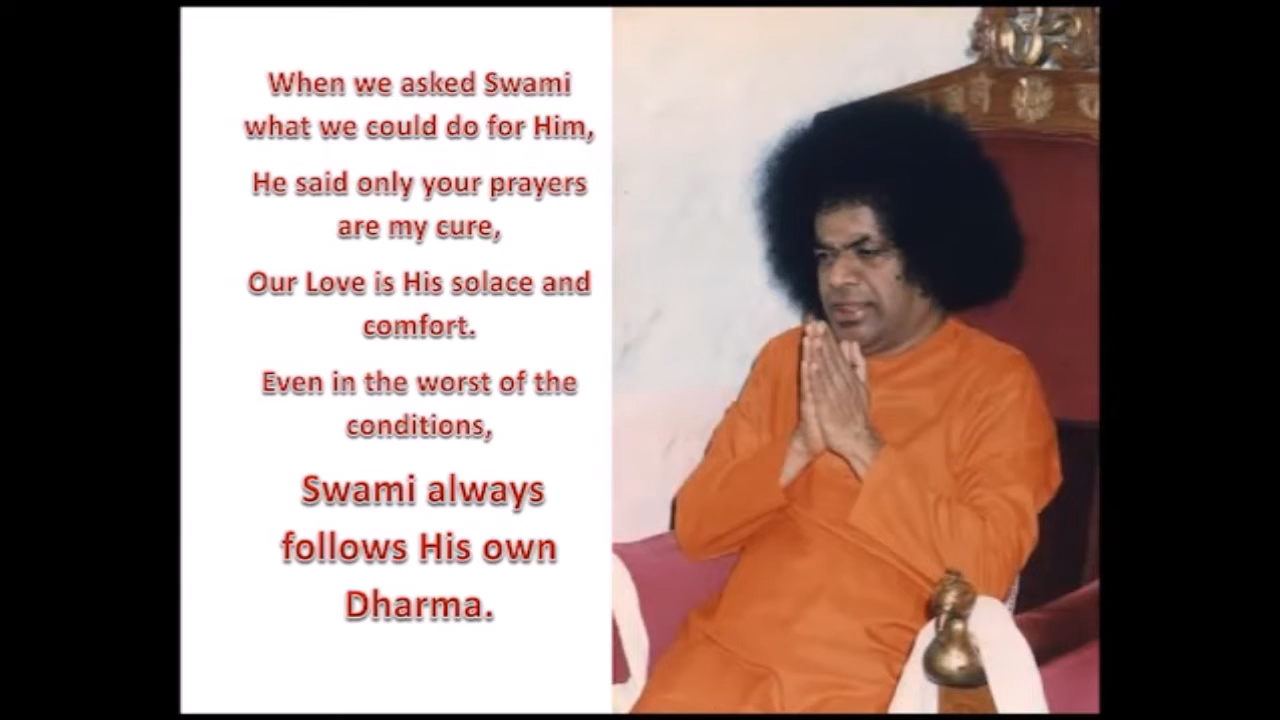 When we asked Swami
what we could do for Him,
He said only your prayers
are my cure,
Our Love is His solace and
comfort.
Even in the worst of the
conditions,
Swami always
follows His own
Dharma.